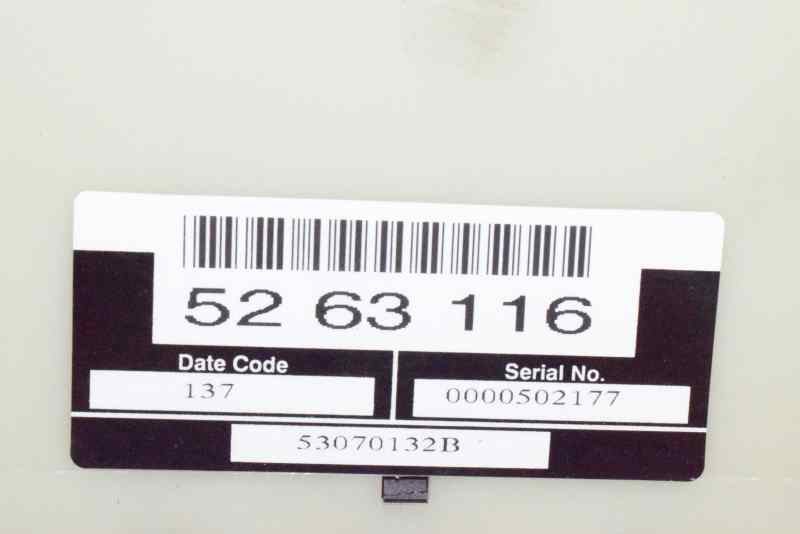 52 63 116
Date Code
Serial No.
137
0000502177
53070132B